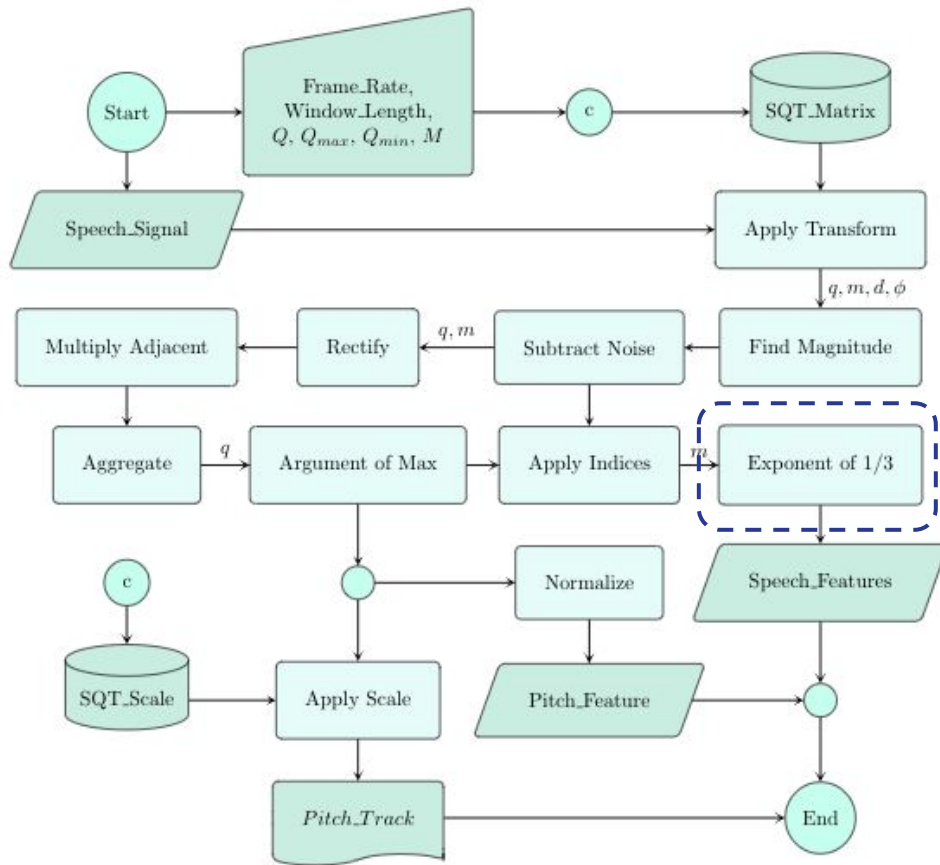 Start
Frame_Rate,
Window_Length,
Q, Q_max, Q_min, M
c
SQT_Matrix
Speech_Signal
Apply Transform
q, m, d, ϕ
Multiply Adjacent
Rectify
q, m
Subtract Noise
Find Magnitude
Aggregate
q
Argument of Max
Apply Indices
m
Exponent of 1/3
c
Normalize
Speech_Features
SQT_Scale
Apply Scale
Pitch_Feature
Pitch_Track
End